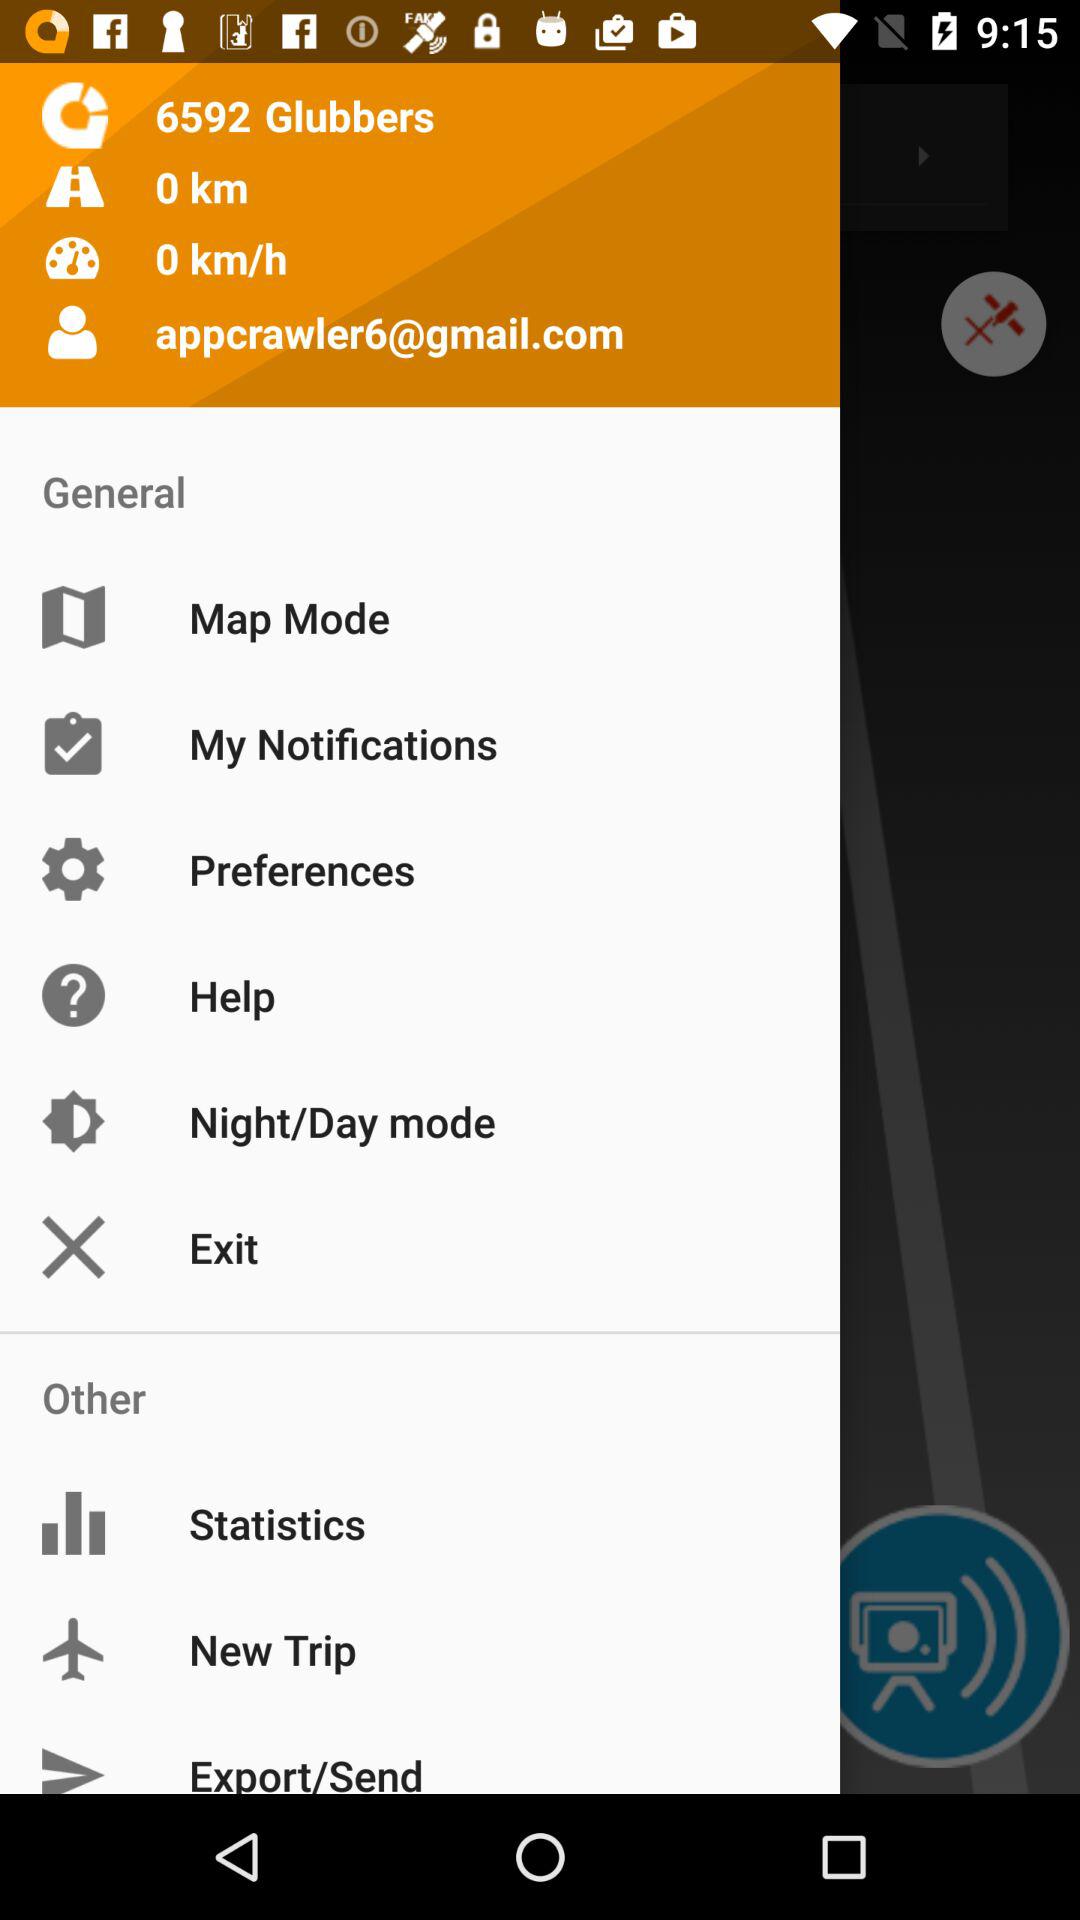 FAKE
9:15
6592 Glubbers
0 km
0 km/h
appcrawler6@gmail.com
General
Map Mode
My Notifications
Preferences
Help
Night/Day mode
Exit
Other
Statistics
New Trip
Export/Send